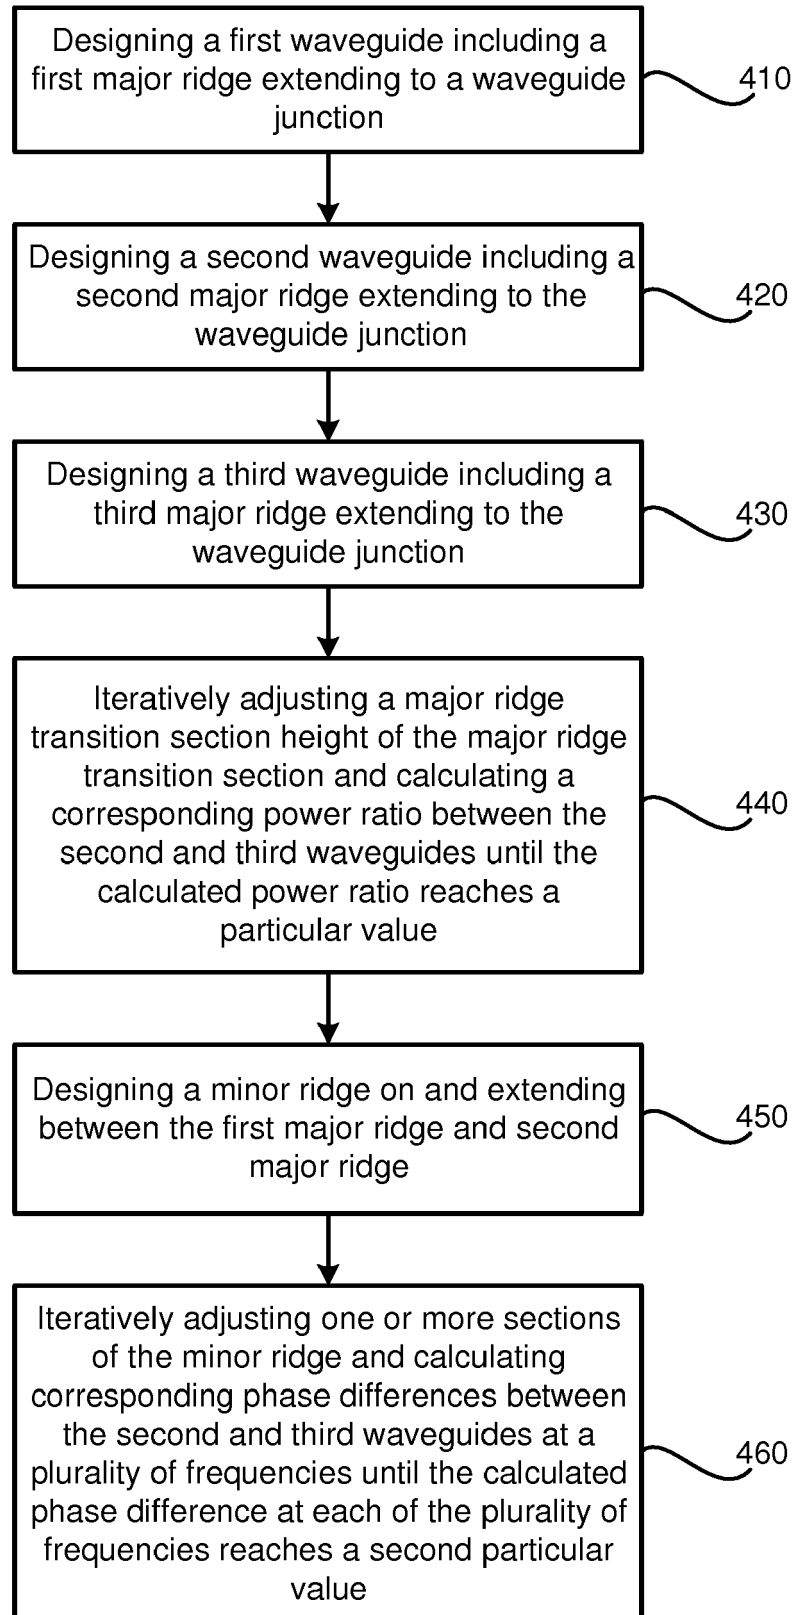 Designing a first waveguide including a
first major ridge extending to a waveguide
junction
410
Designing a second waveguide including a
second major ridge extending to the
waveguide junction
420
Designing a third waveguide including a
third major ridge extending to the
waveguide junction
430
Iteratively adjusting a major ridge
transition section height of the major ridge
transition section and calculating a
corresponding power ratio between the
second and third waveguides until the
calculated power ratio reaches a
particular value
440
Designing a minor ridge on and extending
between the first major ridge and second
major ridge
450
Iteratively adjusting one or more sections
of the minor ridge and calculating
corresponding phase differences between
the second and third waveguides at a
plurality of frequencies until the calculated
phase difference at each of the plurality of
frequencies reaches a second particular
value
460